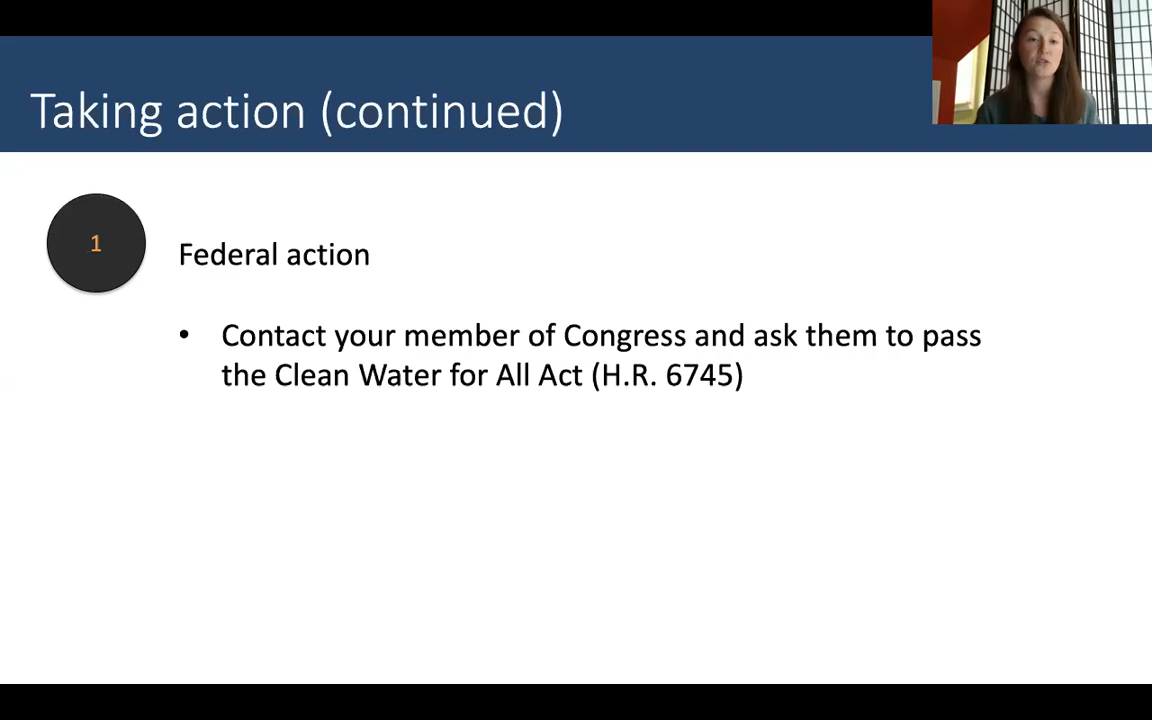 Taking action (continued)
1
Federal action
• Contact your member of Congress and ask them to pass
the Clean Water for All Act (H.R. 6745)